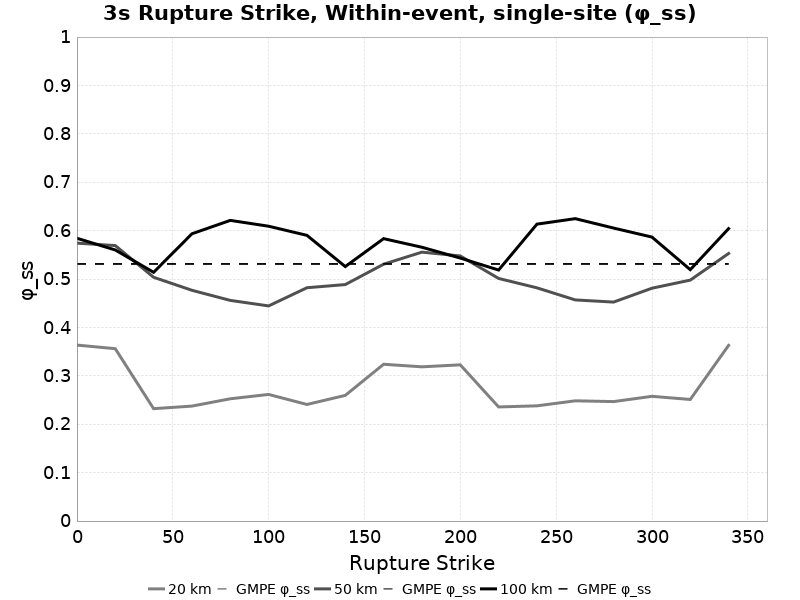 3s Rupture Strike, Within-event, single-site (φ_ss)
1
0.9
0.8
0.7
0.6
0.5
0.4
0.3
0.2
0.1
0
φ_ss
0 50 100 150 200 250 300 350
Rupture Strike
20 km GMPE φ_ss 50 km GMPE φ_ss 100 km GMPE φ_ss